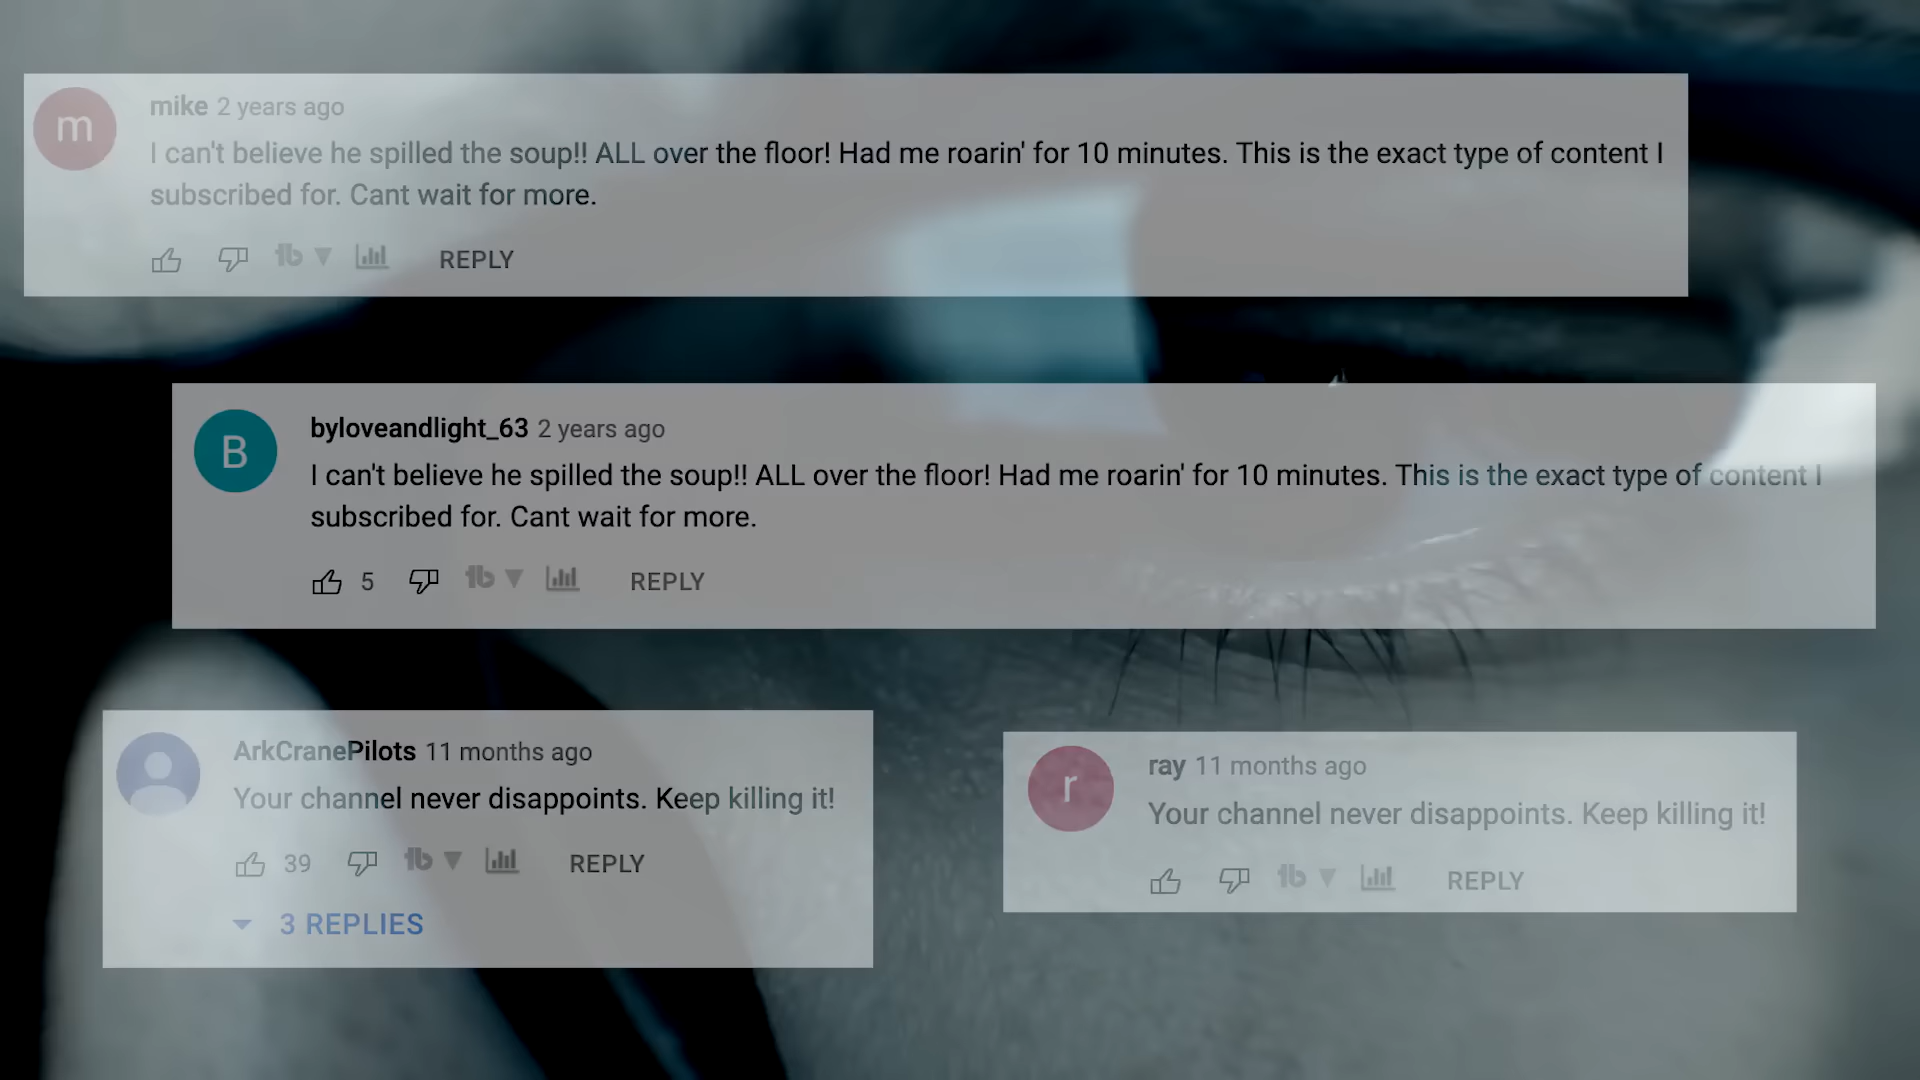 m
mike 2 years ago
I can't believe he spilled the soup!! ALL over the floor! Had me roarin' for 10 minutes. This is the exact type of content I
subscribed for. Cant wait for more.
tb REPLY
B
byloveandlight_63 2 years ago
I can't believe he spilled the soup!! ALL over the floor! Had me roarin' for 10 minutes. This is the exact type of content I
subscribed for. Cant wait for more.
5 tb REPLY
ArkCranePilots 11 months ago
Your channel never disappoints. Keep killing it!
39 tb REPLY
3 REPLIES
r
ray 11 months ago
Your channel never disappoints. Keep killing it!
tb REPLY